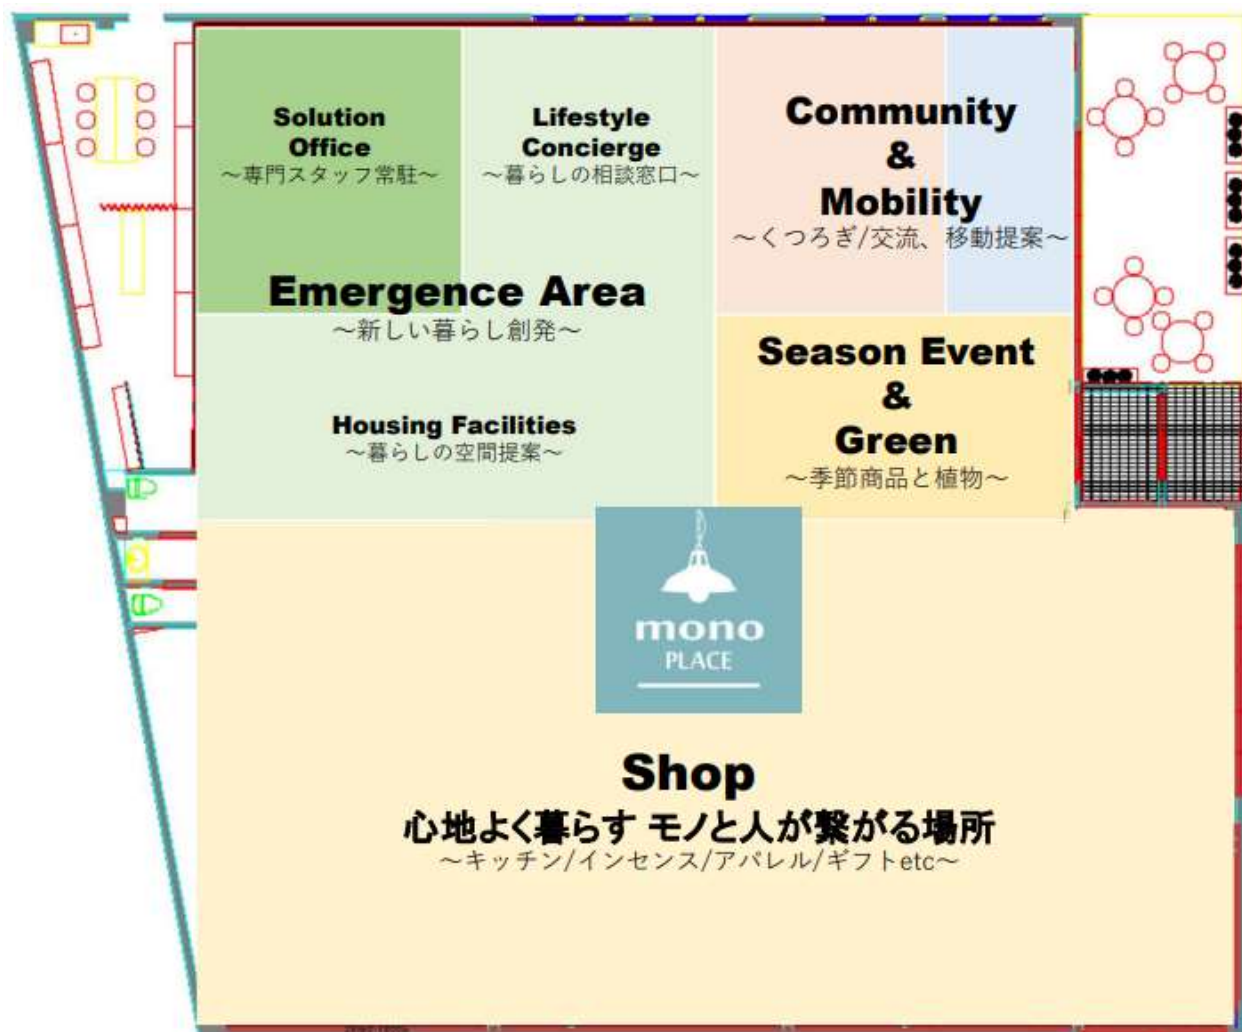 Solution
Office
～専門スタッフ常駐～
Lifestyle
Concierge
～暮らしの相談窓口～
Community
&
Mobility
～くつろぎ/交流、移動提案～
Emergence Area
～新しい暮らし創発～
Housing Facilities
～暮らしの空間提案～
Season Event
&
Green
～季節商品と植物～
mono
PLACE
Shop
心地よく暮らす モノと人が繋がる場所
～キッチン/インセンス/アパレル/ギフトetc～